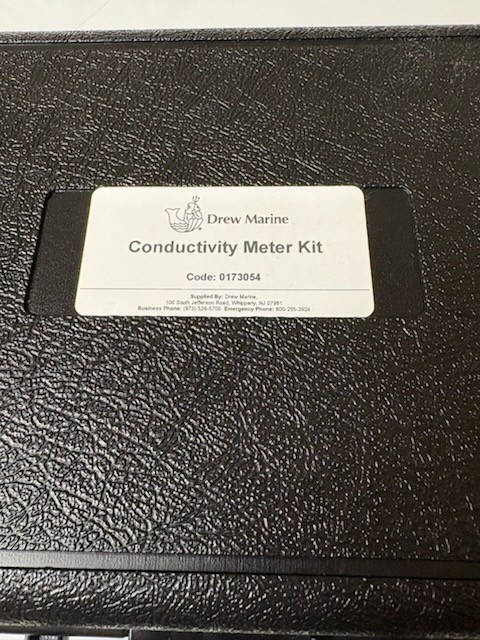 Drew Marine
Conductivity Meter Kit
Code: 0173054
Supplied By: Drew Marine,
100 South Jefferson Road, Whippany, NJ 07981
Business Phone: (973) 526-5700 Emergency Phone: 800-255-3924